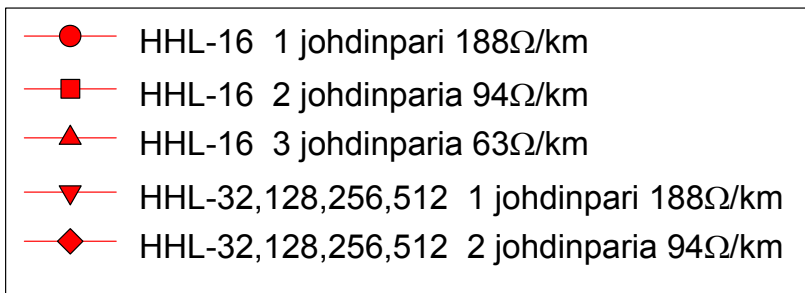 HHL-16 1 johdinpari 188Ω/km
HHL-16 2 johdinparia 94Ω/km
HHL-16 3 johdinparia 63Ω/km
HHL-32,128,256,512 1 johdinpari 188Ω/km
HHL-32,128,256,512 2 johdinparia 94Ω/km